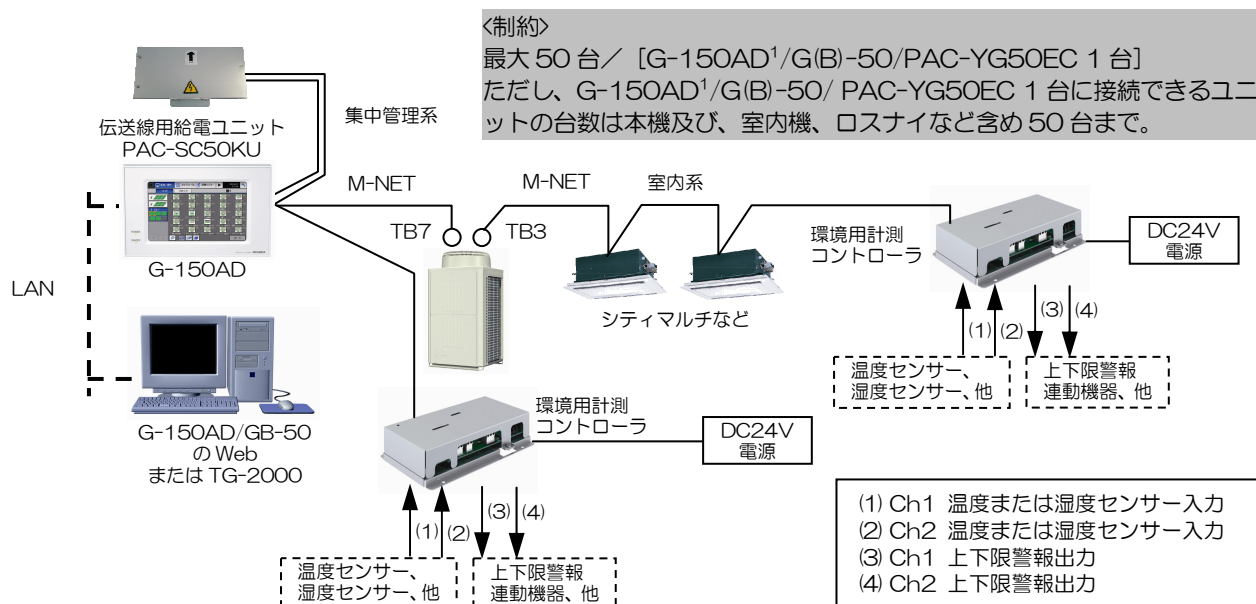 <制約>
最大 50 台／ [G-150AD¹/G(B)-50/PAC-YG50EC 1 台]
ただし、G-150AD¹/G(B)-50/ PAC-YG50EC 1 台に接続できるユニ
ットの台数は本機及び、室内機、ロスナイなど含め 50 台まで。
伝送線用給電ユニット
PAC-SC50KU
集中管理系
M-NET
M-NET
室内系
TB7
TB3
G-150AD
LAN
シティマルチなど
環境用計測
コントローラ
DC24V
電源
(1)
(2)
(3)
(4)
温度センサー、
湿度センサー、他
上下限警報
連動機器、他
G-150AD/GB-50
の Web
または TG-2000
環境用計測
コントローラ
DC24V
電源
(1)
(2)
(3)
(4)
温度センサー、
湿度センサー、他
上下限警報
連動機器、他
(1) Ch1 温度または湿度センサー入力
(2) Ch2 温度または湿度センサー入力
(3) Ch1 上下限警報出力
(4) Ch2 上下限警報出力